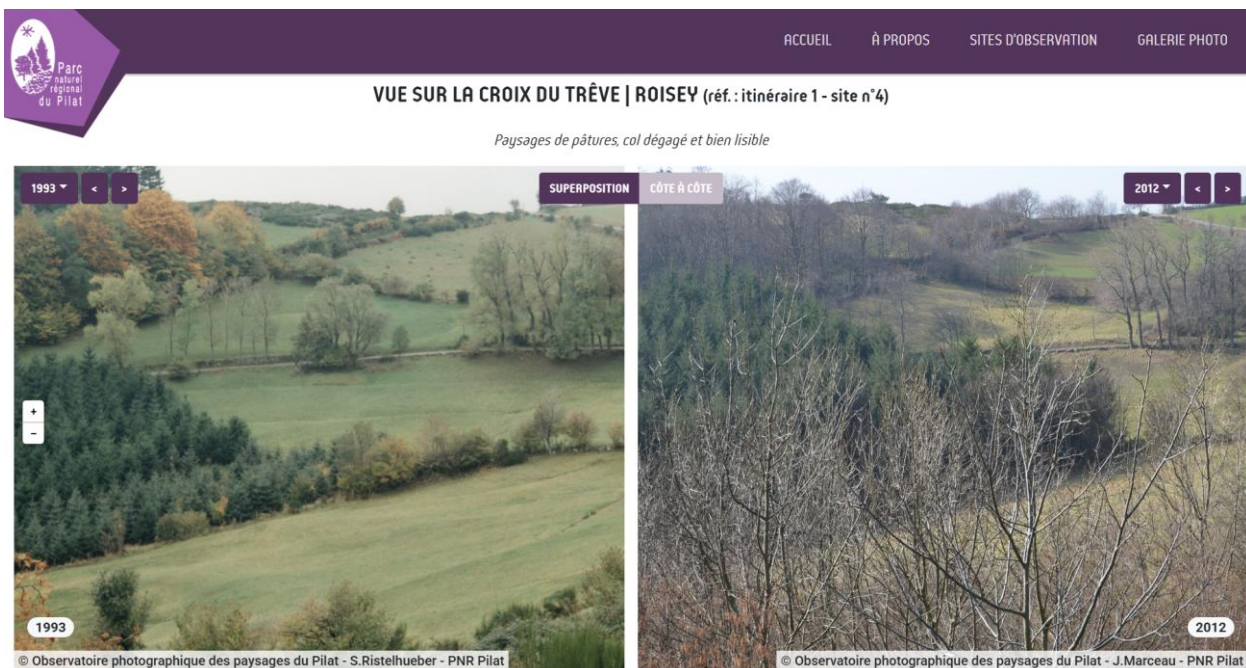 Parc
naturel
régional
du Pilat
ACCUEIL
À PROPOS
SITES D'OBSERVATION
GALERIE PHOTO
VUE SUR LA CROIX DU TRÊVE | ROISEY (réf. : itinéraire 1 - site n°4)
Paysages de pâtures, col dégagé et bien lisible
1993 < >
SUPERPOSITION CÔTE À CÔTE
2012 < >
+
−
1993
2012
© Observatoire photographique des paysages du Pilat - S.Ristelhueber - PNR Pilat
© Observatoire photographique des paysages du Pilat - J.Marceau - PNR Pilat